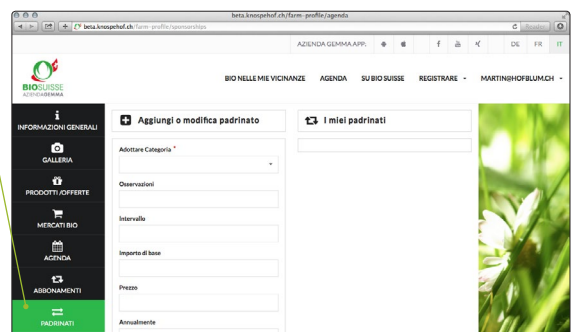 beta.knospehof.ch/farm-profile/agenda
beta.knospehof.ch/farm-profile/sponsorships
Reader
AZIENDA GEMMA APP.
DE FR IT
BIOSUISSE
AZIENDAGEMMA
BIO NELLE MIE VICINANZE AGENDA SU BIO SUISSE REGISTRARE MARTIN@HOFBLUM.CH
INFORMAZIONI GENERALI
GALLERIA
PRODOTTI /OFFERTE
MERCATI BIO
AGENDA
ABBONAMENTI
PADRINATI
Aggiungi o modifica padrinato
Adottare Categoria *
Osservazioni
Intervallo
Importo di base
Prezzo
Annualmente
I miei padrinati